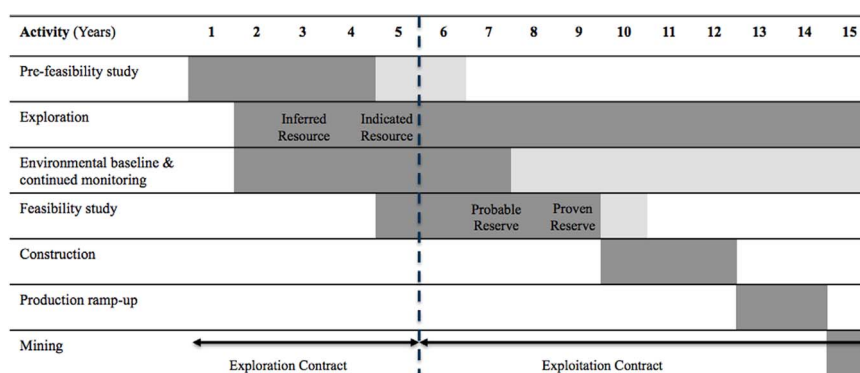 Activity (Years) 1 2 3 4 5 6 7 8 9 10 11 12 13 14 15
Pre-feasibility study
Exploration
Inferred
Resource
Indicated
Resource
Environmental baseline &
continued monitoring
Feasibility study
Probable
Reserve
Proven
Reserve
Construction
Production ramp-up
Mining
Exploration Contract
Exploitation Contract